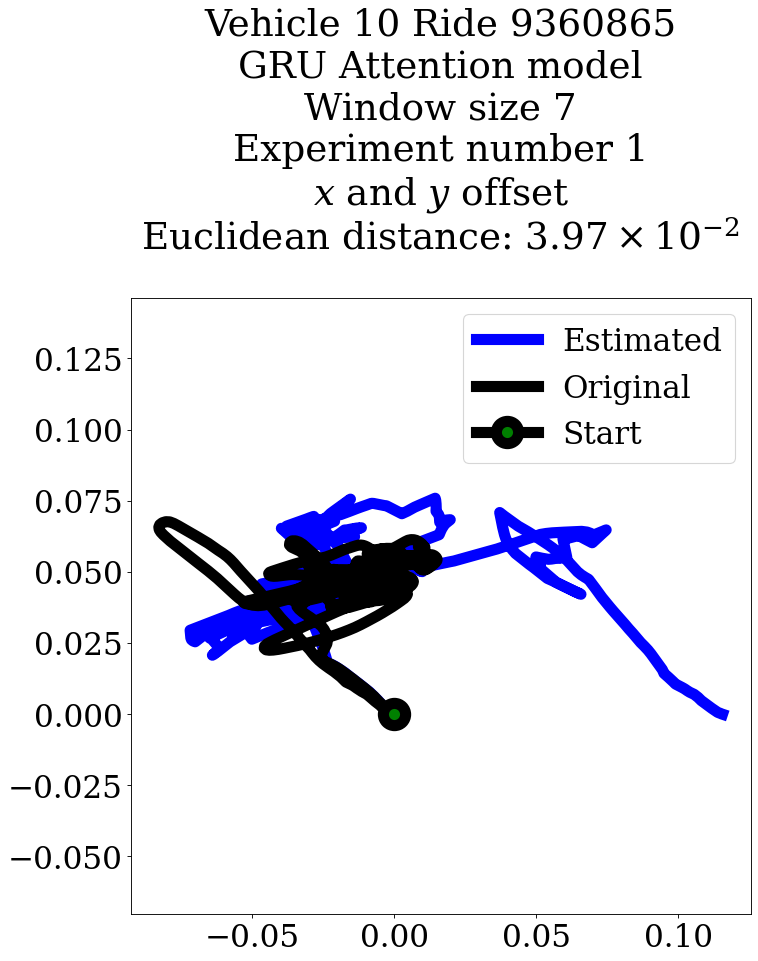 Vehicle 10 Ride 9360865
GRU Attention model
Window size 7
Experiment number 1
x and y offset
Euclidean distance: 3.97 × 10⁻²
Estimated
Original
Start
0.125
0.100
0.075
0.050
0.025
0.000
−0.025
−0.050
−0.05 0.00 0.05 0.10